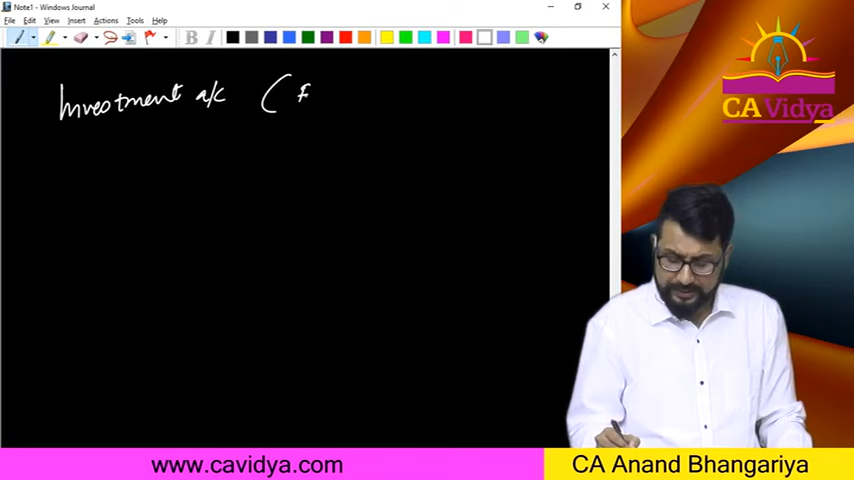 Note1 - Windows Journal
File Edit View Insert Actions Tools Help
B I
Investment a/c ( F
CA Vidya
www.cavidya.com
CA Anand Bhangariya